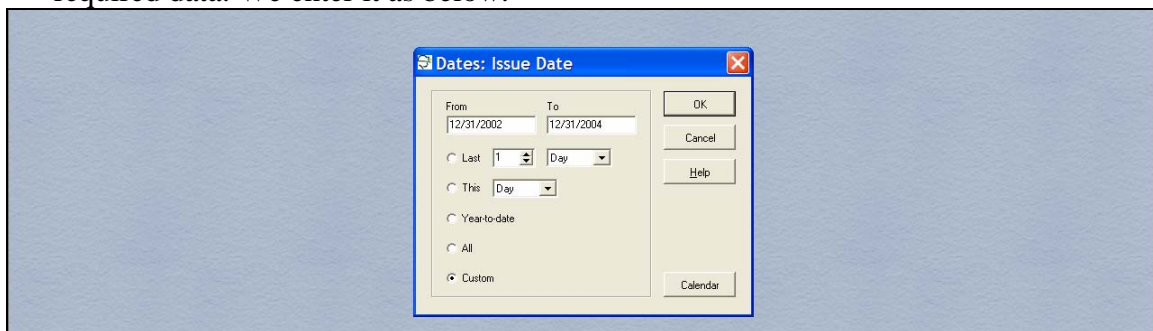 required data. We enter it as below:
Dates: Issue Date
From To
12/31/2002 12/31/2004
Last 1 Day
This Day
Year-to-date
All
Custom
OK
Cancel
Help
Calendar